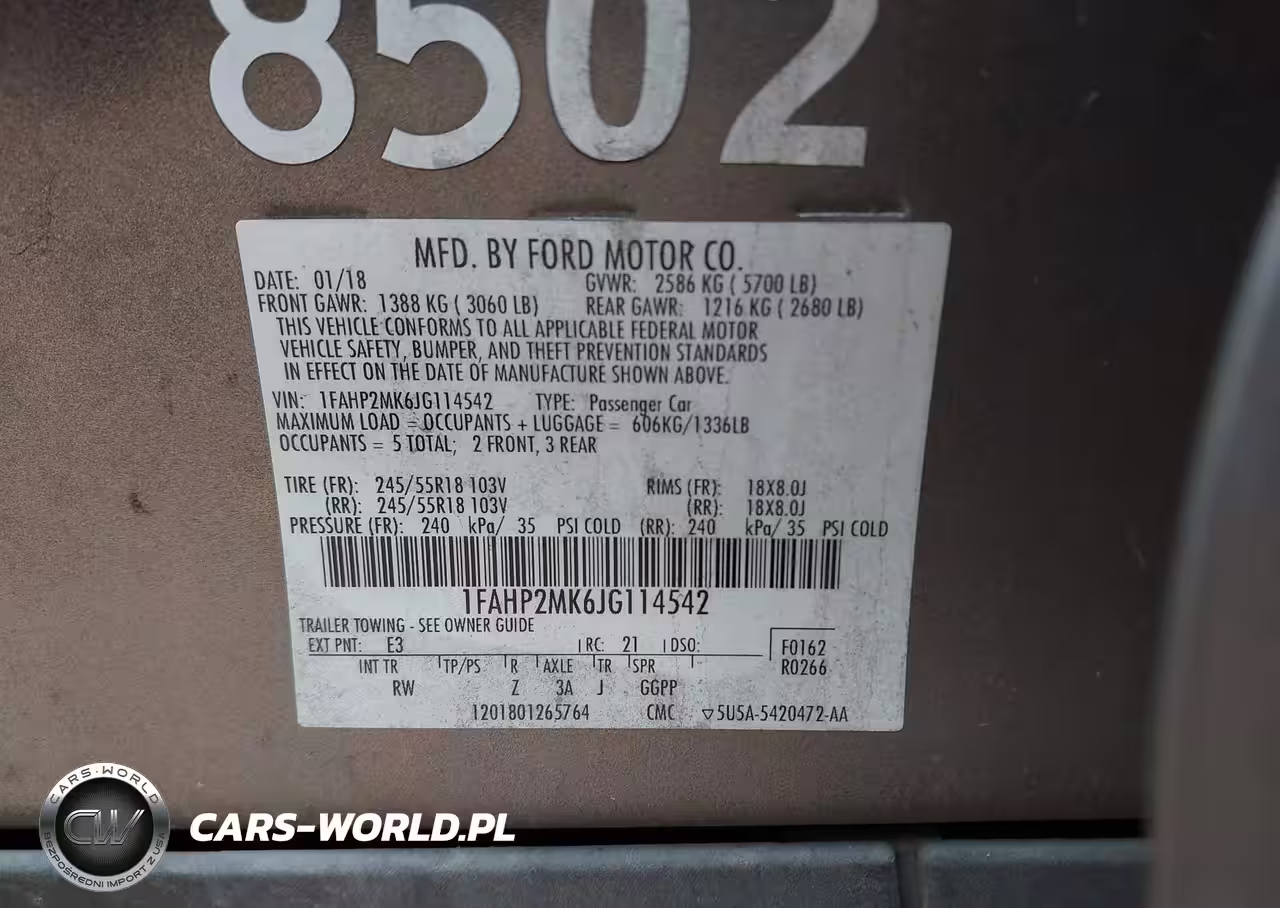 8502
MFD. BY FORD MOTOR CO.
DATE: 01/18 GVWR: 2586 KG ( 5700 LB)
FRONT GAWR: 1388 KG ( 3060 LB) REAR GAWR: 1216 KG ( 2680 LB)
THIS VEHICLE CONFORMS TO ALL APPLICABLE FEDERAL MOTOR
VEHICLE SAFETY, BUMPER, AND THEFT PREVENTION STANDARDS
IN EFFECT ON THE DATE OF MANUFACTURE SHOWN ABOVE.
VIN: 1FAHP2MK6JG114542 TYPE: Passenger Car
MAXIMUM LOAD = OCCUPANTS + LUGGAGE = 606KG/1336LB
OCCUPANTS = 5 TOTAL; 2 FRONT, 3 REAR
TIRE (FR): 245/55R18 103V RIMS (FR): 18X8.0J
(RR): 245/55R18 103V (RR): 18X8.0J
PRESSURE (FR): 240 kPa/ 35 PSI COLD (RR): 240 kPa/ 35 PSI COLD
1FAHP2MK6JG114542
TRAILER TOWING - SEE OWNER GUIDE
EXT PNT: E3 RC: 21 DSO: F0162
INT TR TP/PS R AXLE TR SPR R0266
RW Z 3A J GGPP
1201801265764 CMC ▽5U5A-5420472-AA
CARS-WORLD
CW
BEZPOŚREDNI IMPORT Z USA
CARS-WORLD.PL